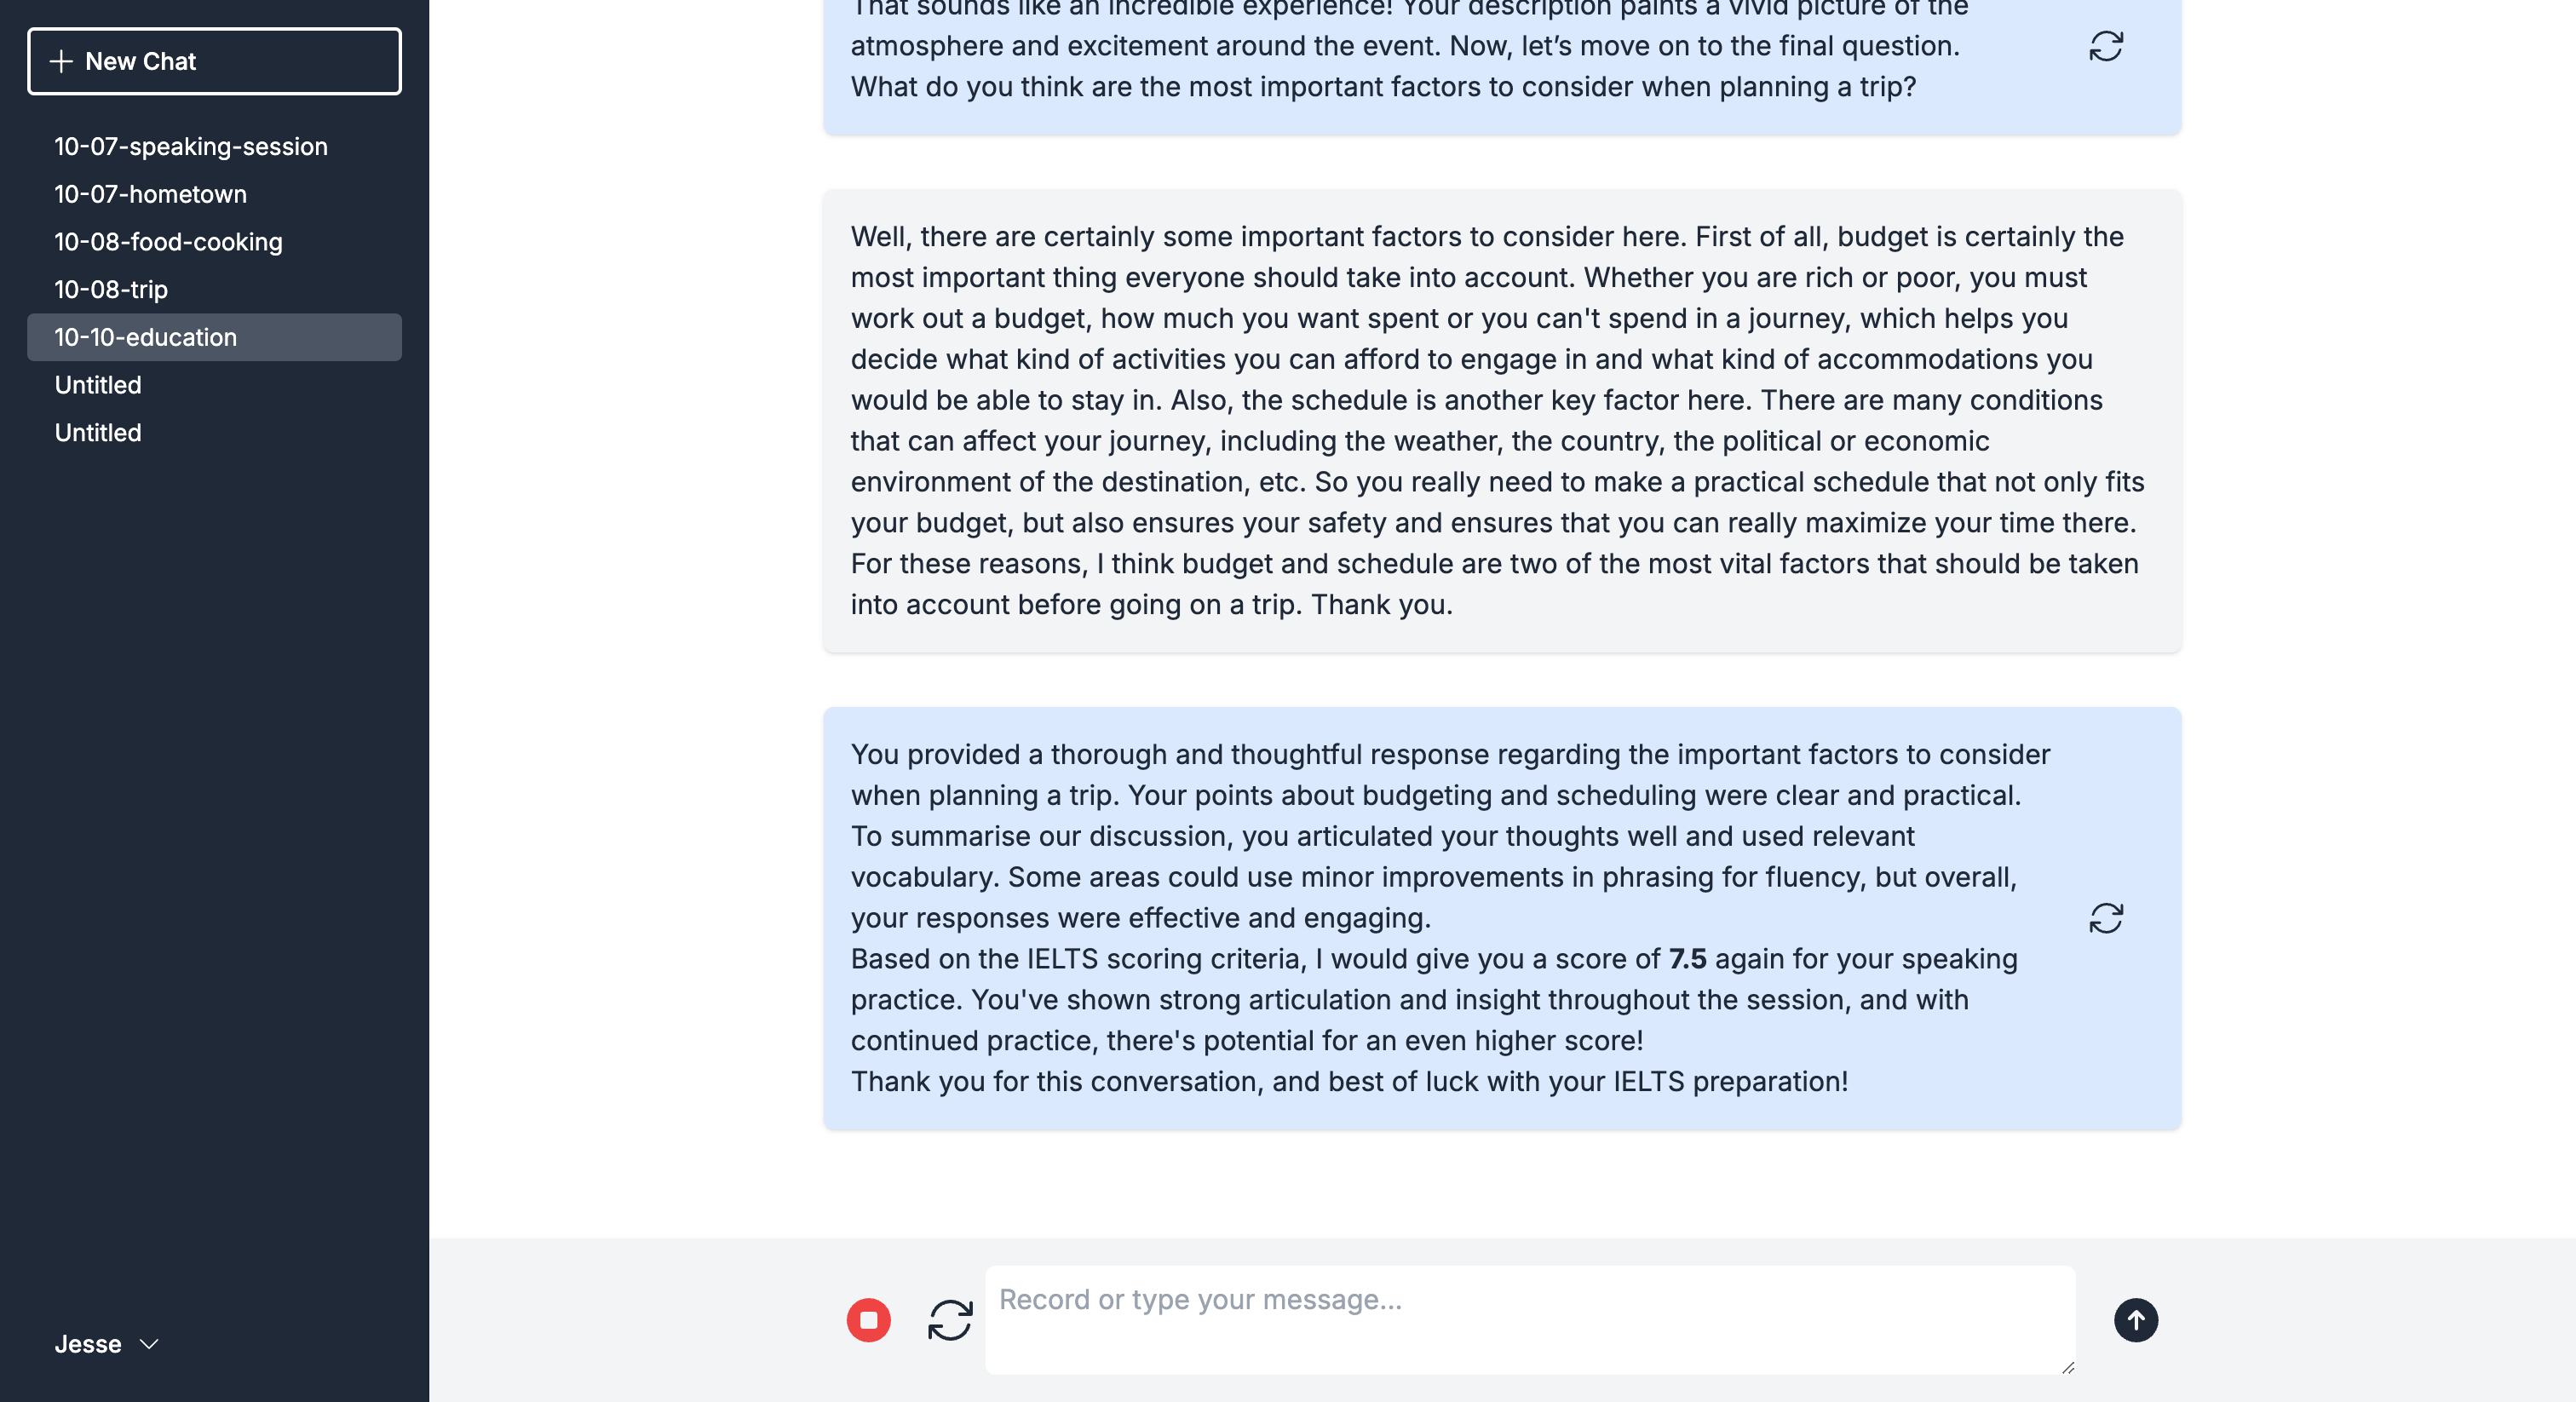 New Chat
10-07-speaking-session
10-07-hometown
10-08-food-cooking
10-08-trip
10-10-education
Untitled
Untitled
Jesse
That sounds like an incredible experience! Your description paints a vivid picture of the
atmosphere and excitement around the event. Now, let’s move on to the final question.
What do you think are the most important factors to consider when planning a trip?
Well, there are certainly some important factors to consider here. First of all, budget is certainly the
most important thing everyone should take into account. Whether you are rich or poor, you must
work out a budget, how much you want spent or you can't spend in a journey, which helps you
decide what kind of activities you can afford to engage in and what kind of accommodations you
would be able to stay in. Also, the schedule is another key factor here. There are many conditions
that can affect your journey, including the weather, the country, the political or economic
environment of the destination, etc. So you really need to make a practical schedule that not only fits
your budget, but also ensures your safety and ensures that you can really maximize your time there.
For these reasons, I think budget and schedule are two of the most vital factors that should be taken
into account before going on a trip. Thank you.
You provided a thorough and thoughtful response regarding the important factors to consider
when planning a trip. Your points about budgeting and scheduling were clear and practical.
To summarise our discussion, you articulated your thoughts well and used relevant
vocabulary. Some areas could use minor improvements in phrasing for fluency, but overall,
your responses were effective and engaging.
Based on the IELTS scoring criteria, I would give you a score of 7.5 again for your speaking
practice. You've shown strong articulation and insight throughout the session, and with
continued practice, there's potential for an even higher score!
Thank you for this conversation, and best of luck with your IELTS preparation!
Record or type your message...